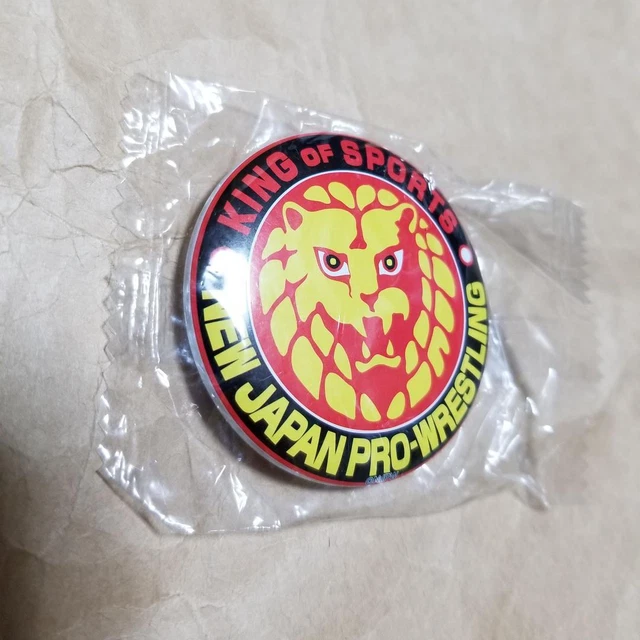 KING OF SPORTS
NEW JAPAN PRO-WRESTLING